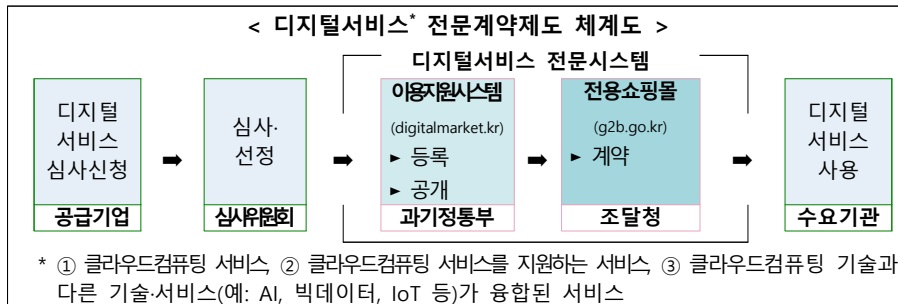 < 디지털서비스* 전문계약제도 체계도 >
디지털서비스 전문시스템
디지털
서비스
심사신청
공급기업
➡
심사·
선정
심사위원회
➡
이용지원시스템
(digitalmarket.kr)
► 등록
► 공개
과기정통부
➡
전용쇼핑몰
(g2b.go.kr)
► 계약
조달청
➡
디지털
서비스
사용
수요기관
* ① 클라우드컴퓨팅 서비스, ② 클라우드컴퓨팅 서비스를 지원하는 서비스, ③ 클라우드컴퓨팅 기술과
다른 기술·서비스(예: AI, 빅데이터, IoT 등)가 융합된 서비스